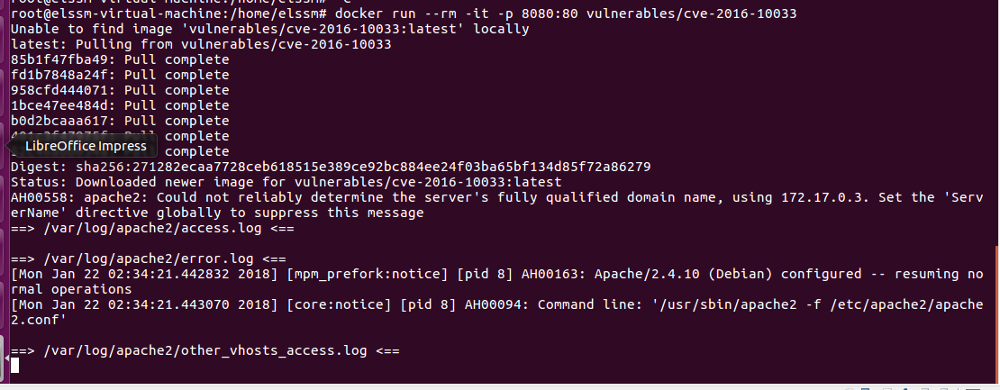 root@elssm-virtual-machine:/home/elssm# docker run --rm -it -p 8080:80 vulnerables/cve-2016-10033
Unable to find image 'vulnerables/cve-2016-10033:latest' locally
latest: Pulling from vulnerables/cve-2016-10033
85b1f47fba49: Pull complete
fd1b7848a24f: Pull complete
958cfd444071: Pull complete
1bce47ee484d: Pull complete
b0d2bcaaa617: Pull complete
Pull complete
LibreOffice Impress
complete
Digest: sha256:271282ecaa7728ceb618515e389ce92bc884ee24f03ba65bf134d85f72a86279
Status: Downloaded newer image for vulnerables/cve-2016-10033:latest
AH00558: apache2: Could not reliably determine the server's fully qualified domain name, using 172.17.0.3. Set the 'Serv
erName' directive globally to suppress this message
==> /var/log/apache2/access.log <==
==> /var/log/apache2/error.log <==
[Mon Jan 22 02:34:21.442832 2018] [mpm_prefork:notice] [pid 8] AH00163: Apache/2.4.10 (Debian) configured -- resuming no
rmal operations
[Mon Jan 22 02:34:21.443070 2018] [core:notice] [pid 8] AH00094: Command line: '/usr/sbin/apache2 -f /etc/apache2/apache
2.conf'
==> /var/log/apache2/other_vhosts_access.log <==